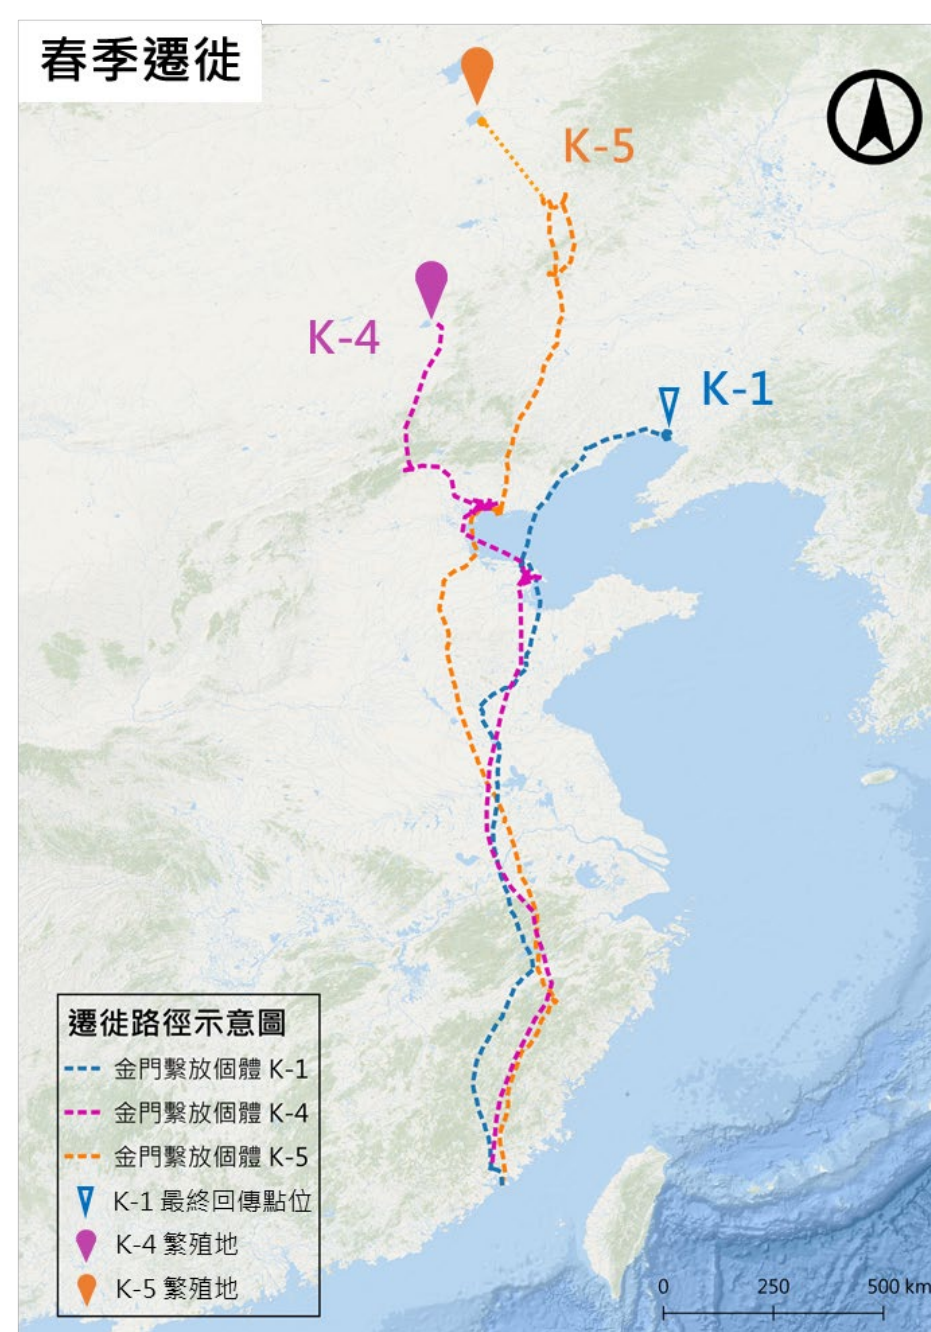 春季遷徙
K-5
K-4
K-1
遷徙路徑示意圖
金門繫放個體 K-1
金門繫放個體 K-4
金門繫放個體 K-5
K-1 最終回傳點位
K-4 繁殖地
K-5 繁殖地
0 250 500 km